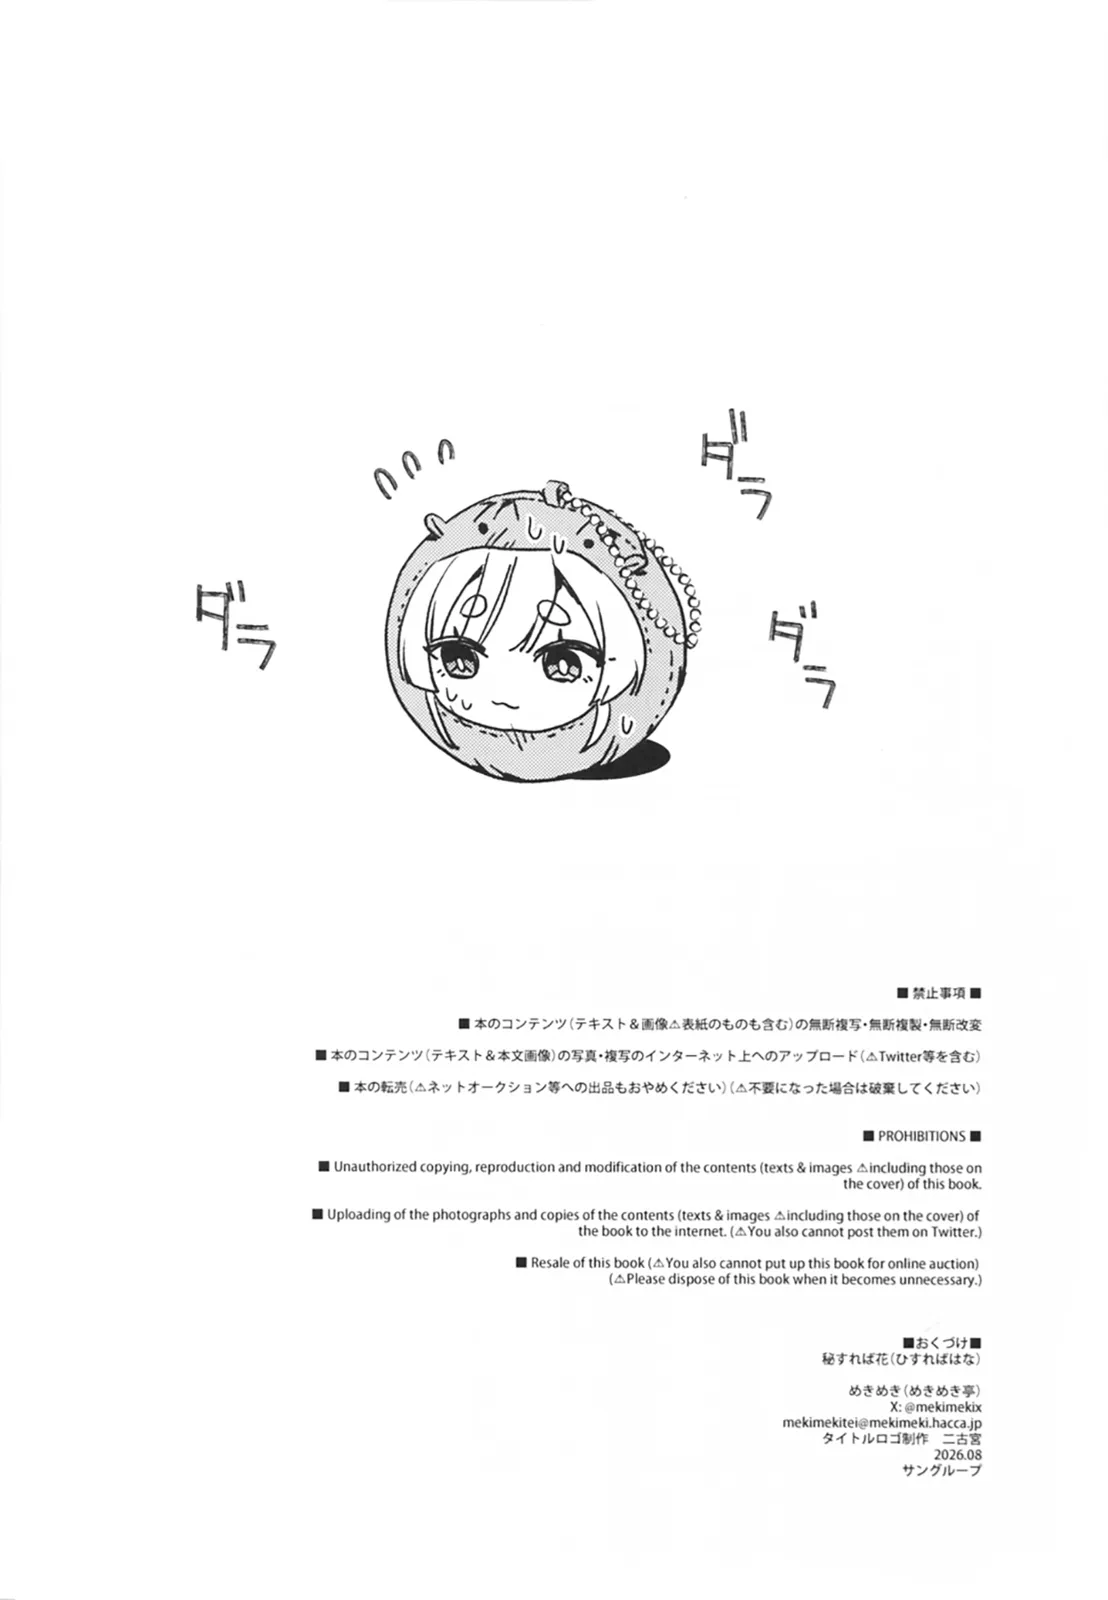 ダラ
ダラ
ダラ
■ 禁止事項 ■
■ 本のコンテンツ（テキスト＆画像⚠表紙のものも含む）の無断複写・無断複製・無断改変
■ 本のコンテンツ（テキスト＆本文画像）の写真・複写のインターネット上へのアップロード（⚠Twitter等を含む）
■ 本の転売（⚠ネットオークション等への出品もおやめください）（⚠不要になった場合は破棄してください）
■ PROHIBITIONS ■
■ Unauthorized copying, reproduction and modification of the contents (texts & images ⚠including those on
the cover) of this book.
■ Uploading of the photographs and copies of the contents (texts & images ⚠including those on the cover) of
the book to the internet. (⚠You also cannot post them on Twitter.)
■ Resale of this book (⚠You also cannot put up this book for online auction)
(⚠Please dispose of this book when it becomes unnecessary.)
■おくづけ■
秘すれば花（ひすればはな）
めきめき（めきめき亭）
X: @mekimekix
mekimekitei@mekimeki.hacca.jp
タイトルロゴ制作　二古宮
2026.08
サングループ